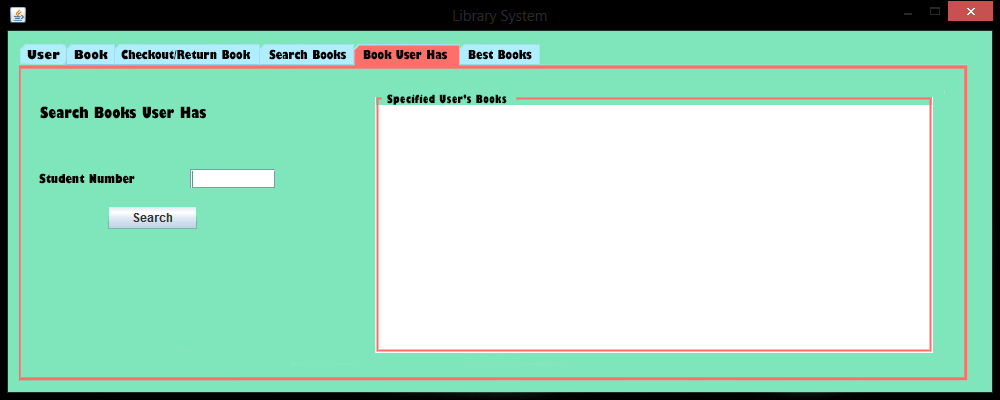 Library System
User Book Checkout/Return Book Search Books Book User Has Best Books
Specified User's Books
Search Books User Has
Student Number
Search